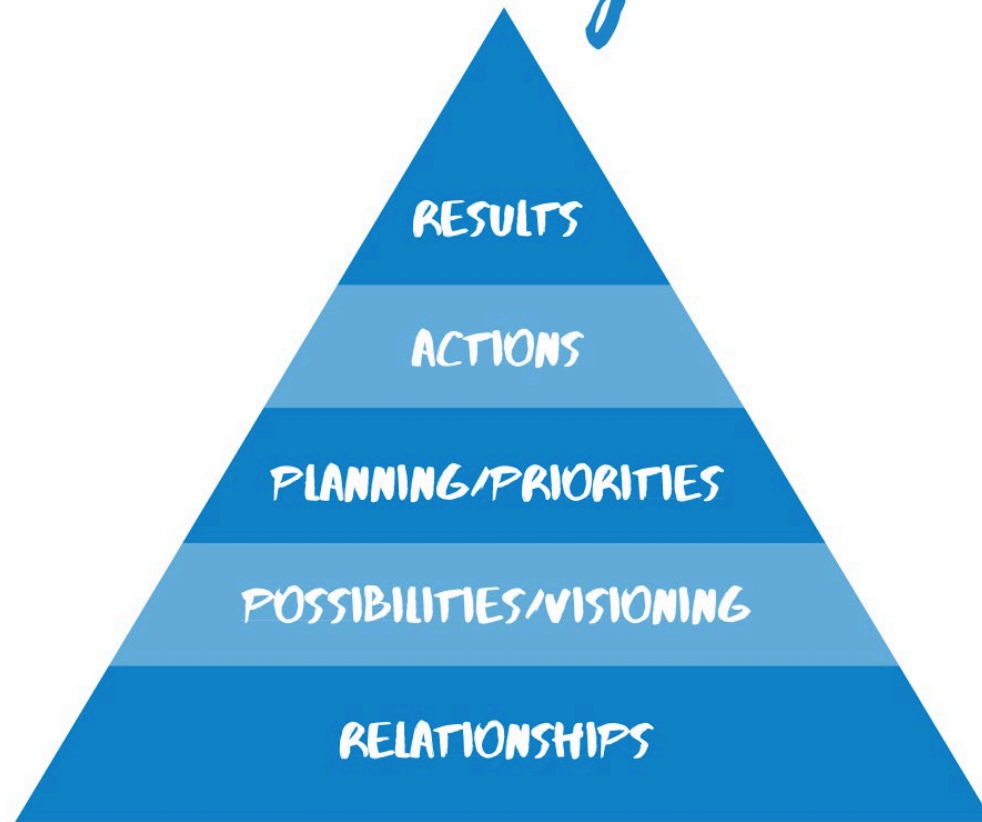 RESULTS
ACTIONS
PLANNING/PRIORITIES
POSSIBILITIES/VISIONING
RELATIONSHIPS